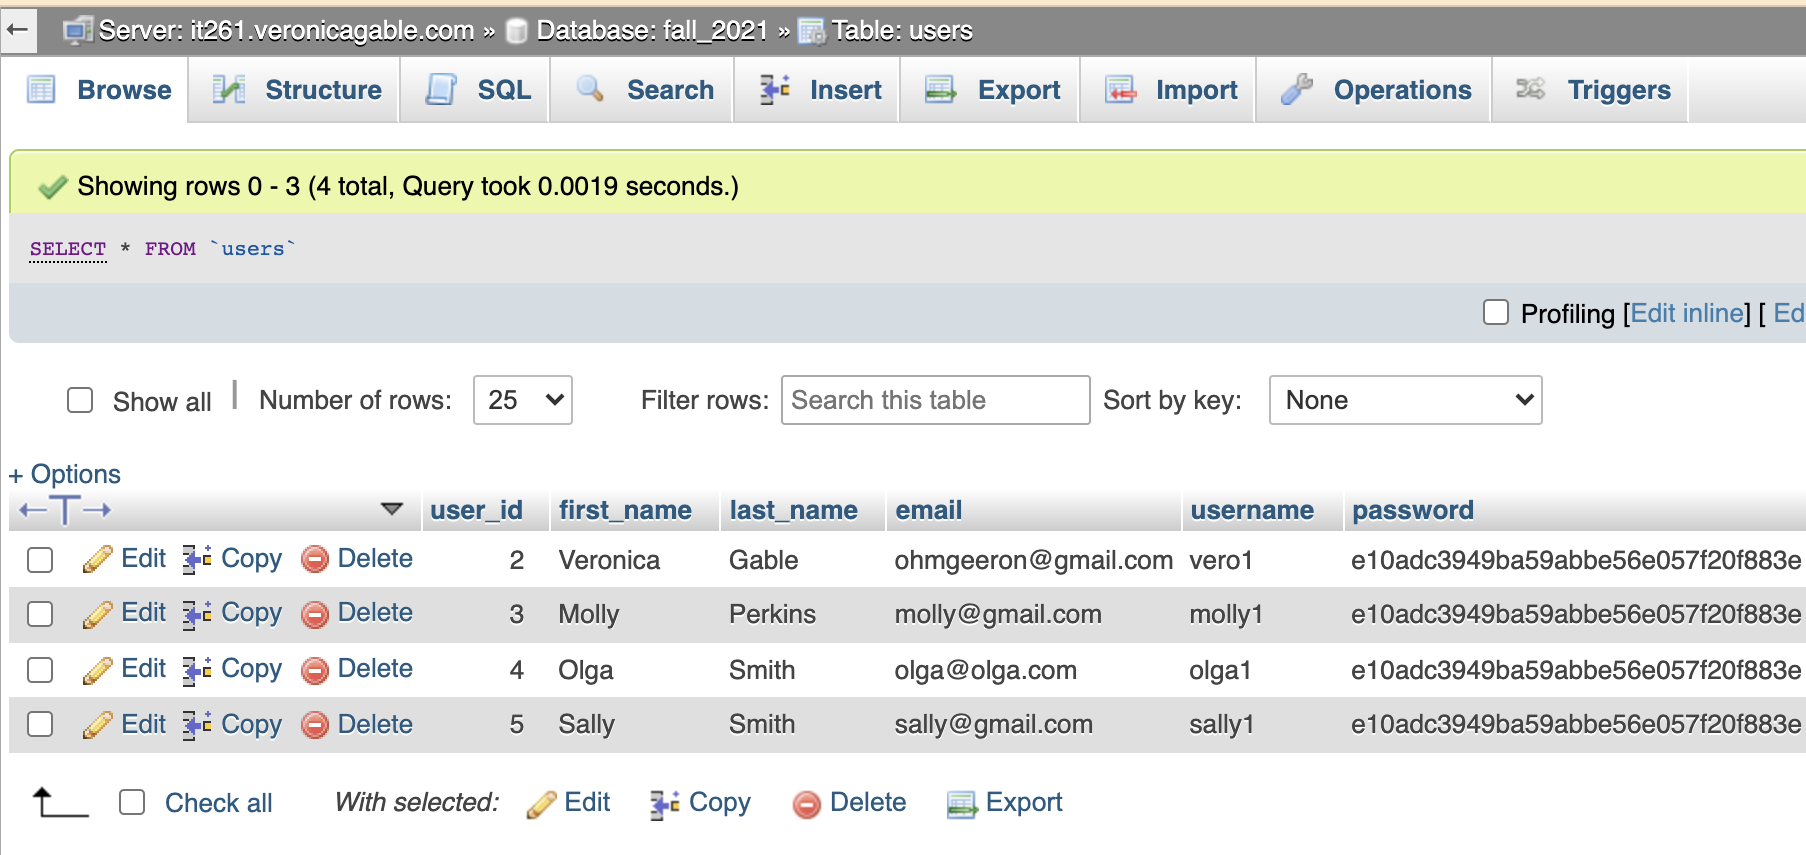 Server: it261.veronicagable.com » Database: fall_2021 » Table: users
Browse Structure SQL Search Insert Export Import Operations Triggers
Showing rows 0 - 3 (4 total, Query took 0.0019 seconds.)
SELECT * FROM `users`
Profiling [Edit inline] [ Ed
Show all | Number of rows: 25 Filter rows: Search this table Sort by key: None
+ Options
←T→ user_id first_name last_name email username password
Edit Copy Delete 2 Veronica Gable ohmgeeron@gmail.com vero1 e10adc3949ba59abbe56e057f20f883e
Edit Copy Delete 3 Molly Perkins molly@gmail.com molly1 e10adc3949ba59abbe56e057f20f883e
Edit Copy Delete 4 Olga Smith olga@olga.com olga1 e10adc3949ba59abbe56e057f20f883e
Edit Copy Delete 5 Sally Smith sally@gmail.com sally1 e10adc3949ba59abbe56e057f20f883e
Check all With selected: Edit Copy Delete Export